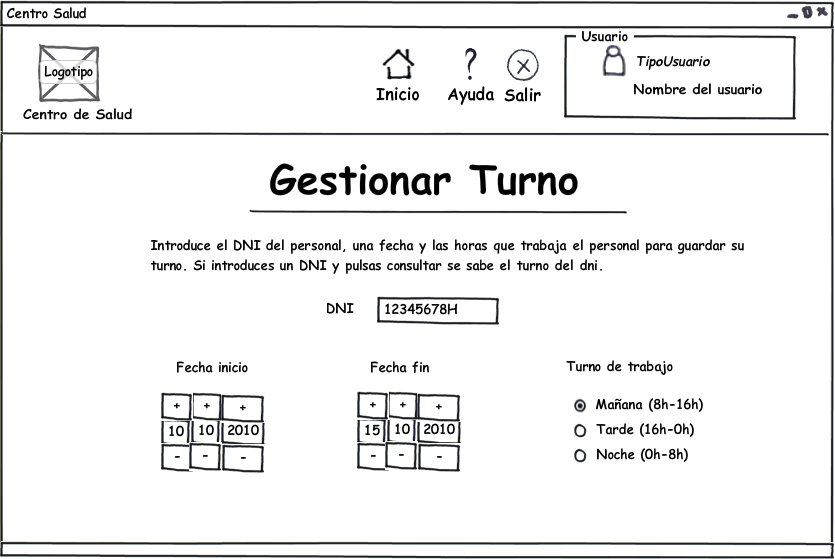 Centro Salud
Logotipo
Centro de Salud
Inicio
Ayuda
Salir
Usuario
TipoUsuario
Nombre del usuario
Gestionar Turno
Introduce el DNI del personal, una fecha y las horas que trabaja el personal para guardar su
turno. Si introduces un DNI y pulsas consultar se sabe el turno del dni.
DNI 12345678H
Fecha inicio
+ + +
10 10 2010
- - -
Fecha fin
+ + +
15 10 2010
- - -
Turno de trabajo
Mañana (8h-16h)
Tarde (16h-0h)
Noche (0h-8h)